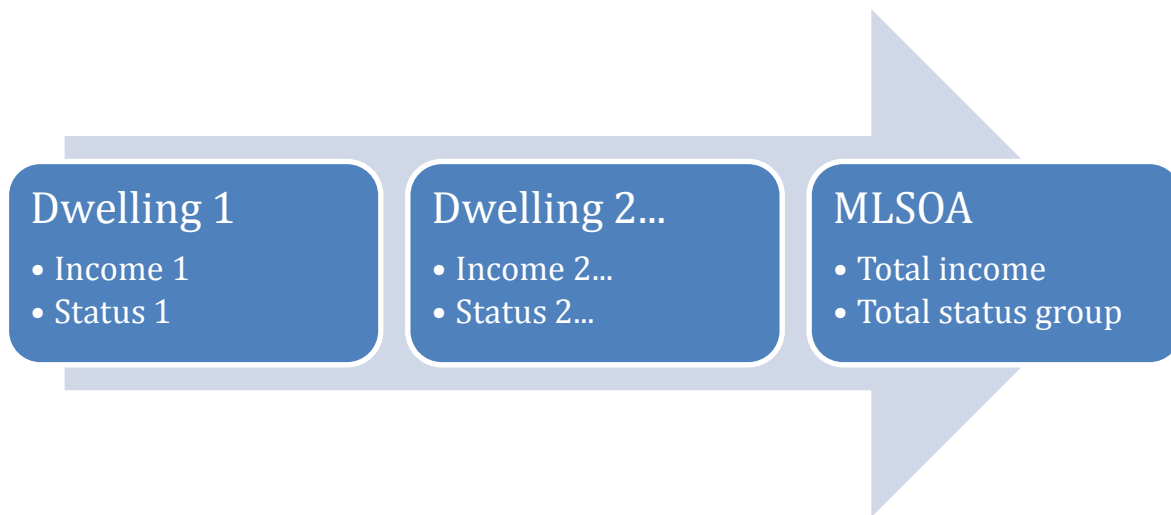 Dwelling 1
• Income 1
• Status 1
Dwelling 2...
• Income 2...
• Status 2...
MLSOA
• Total income
• Total status group